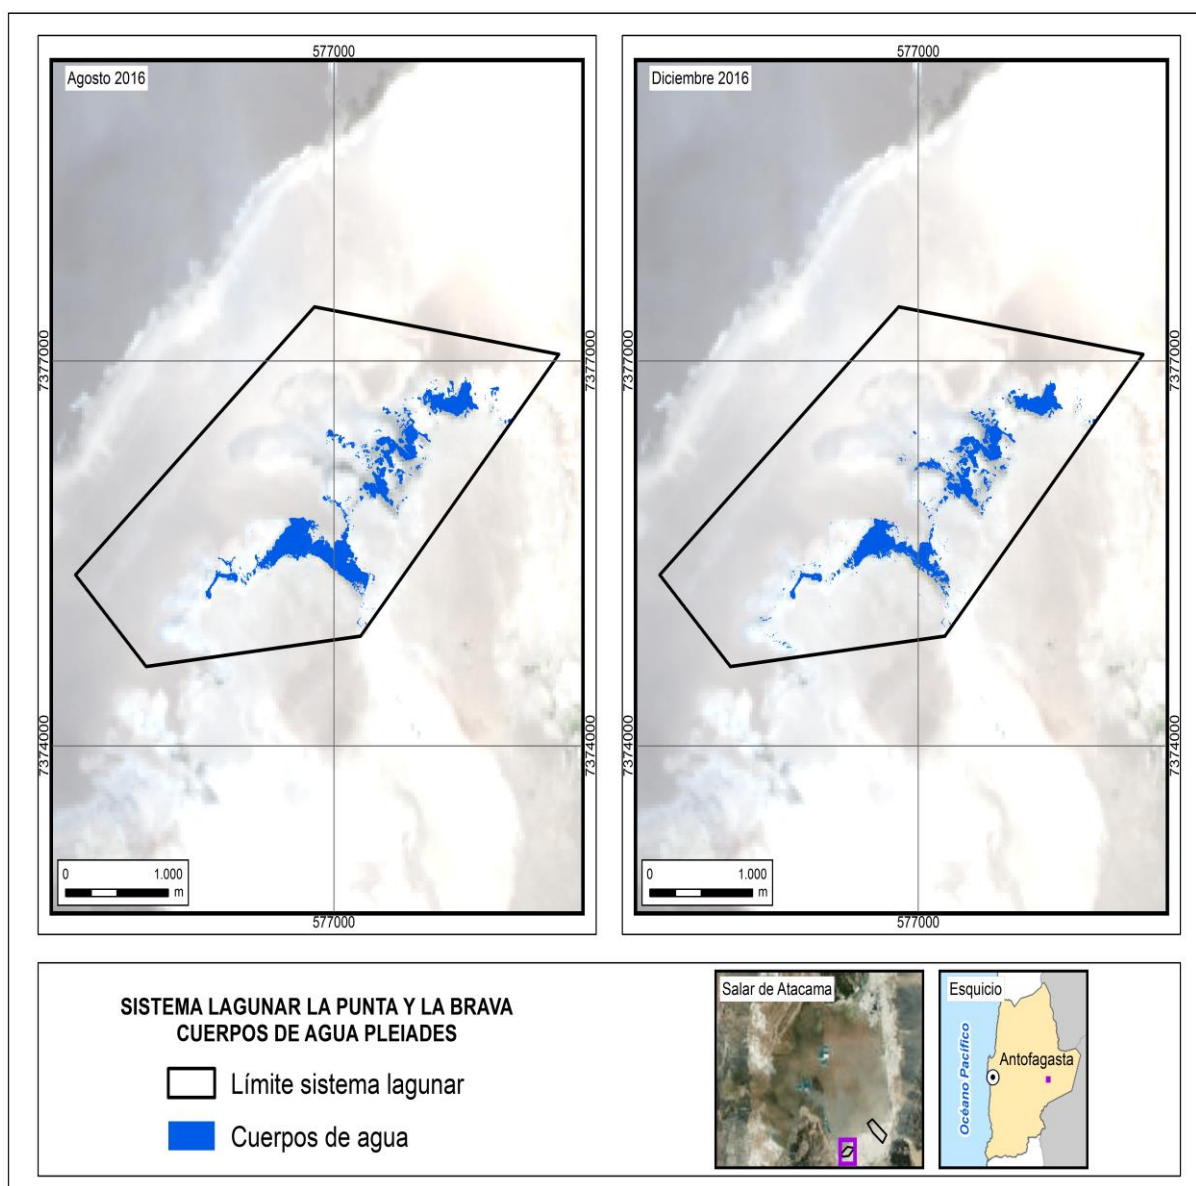 577000
577000
Agosto 2016
Diciembre 2016
7377000
7377000
7377000
7377000
7374000
7374000
7374000
7374000
0 1.000
m
0 1.000
m
577000
577000
SISTEMA LAGUNAR LA PUNTA Y LA BRAVA
CUERPOS DE AGUA PLEIADES
Límite sistema lagunar
Cuerpos de agua
Salar de Atacama
Esquicio
Antofagasta
Océano Pacífico